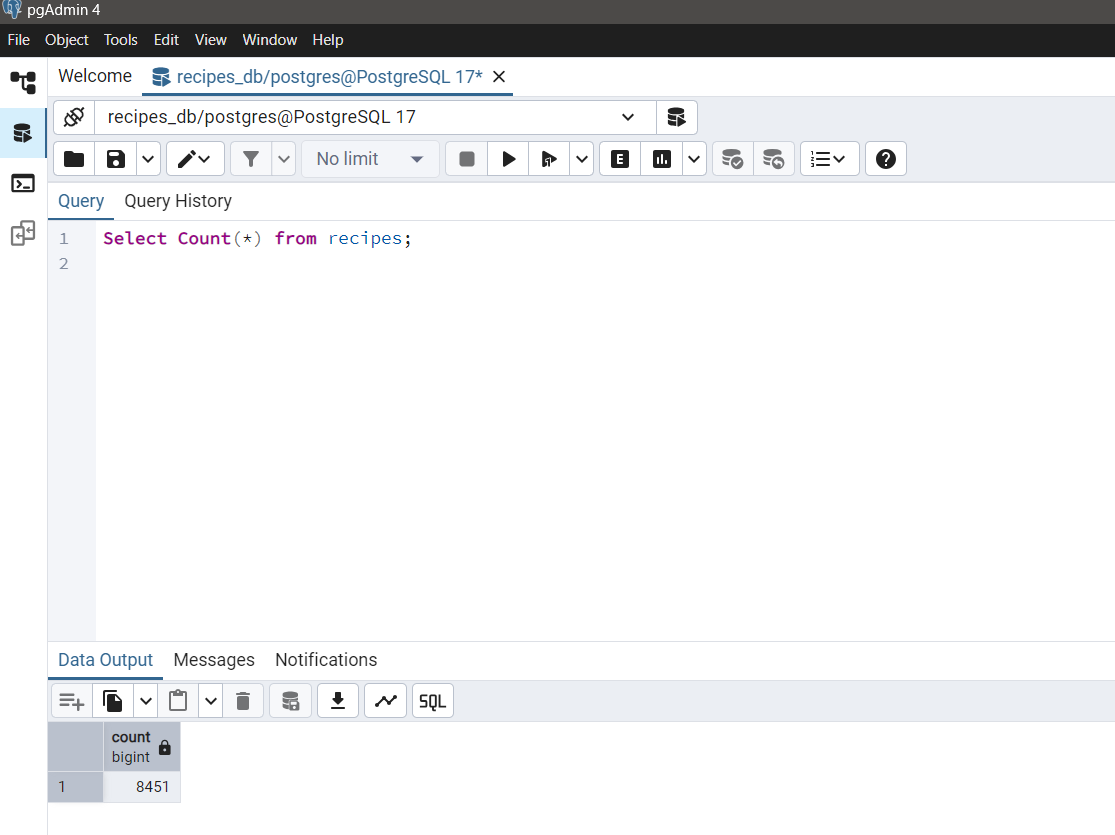 pgAdmin 4
File Object Tools Edit View Window Help
Welcome recipes_db/postgres@PostgreSQL 17*
recipes_db/postgres@PostgreSQL 17
No limit E
Query Query History
1 Select Count(*) from recipes;
2
Data Output Messages Notifications
SQL
count
bigint
1 8451